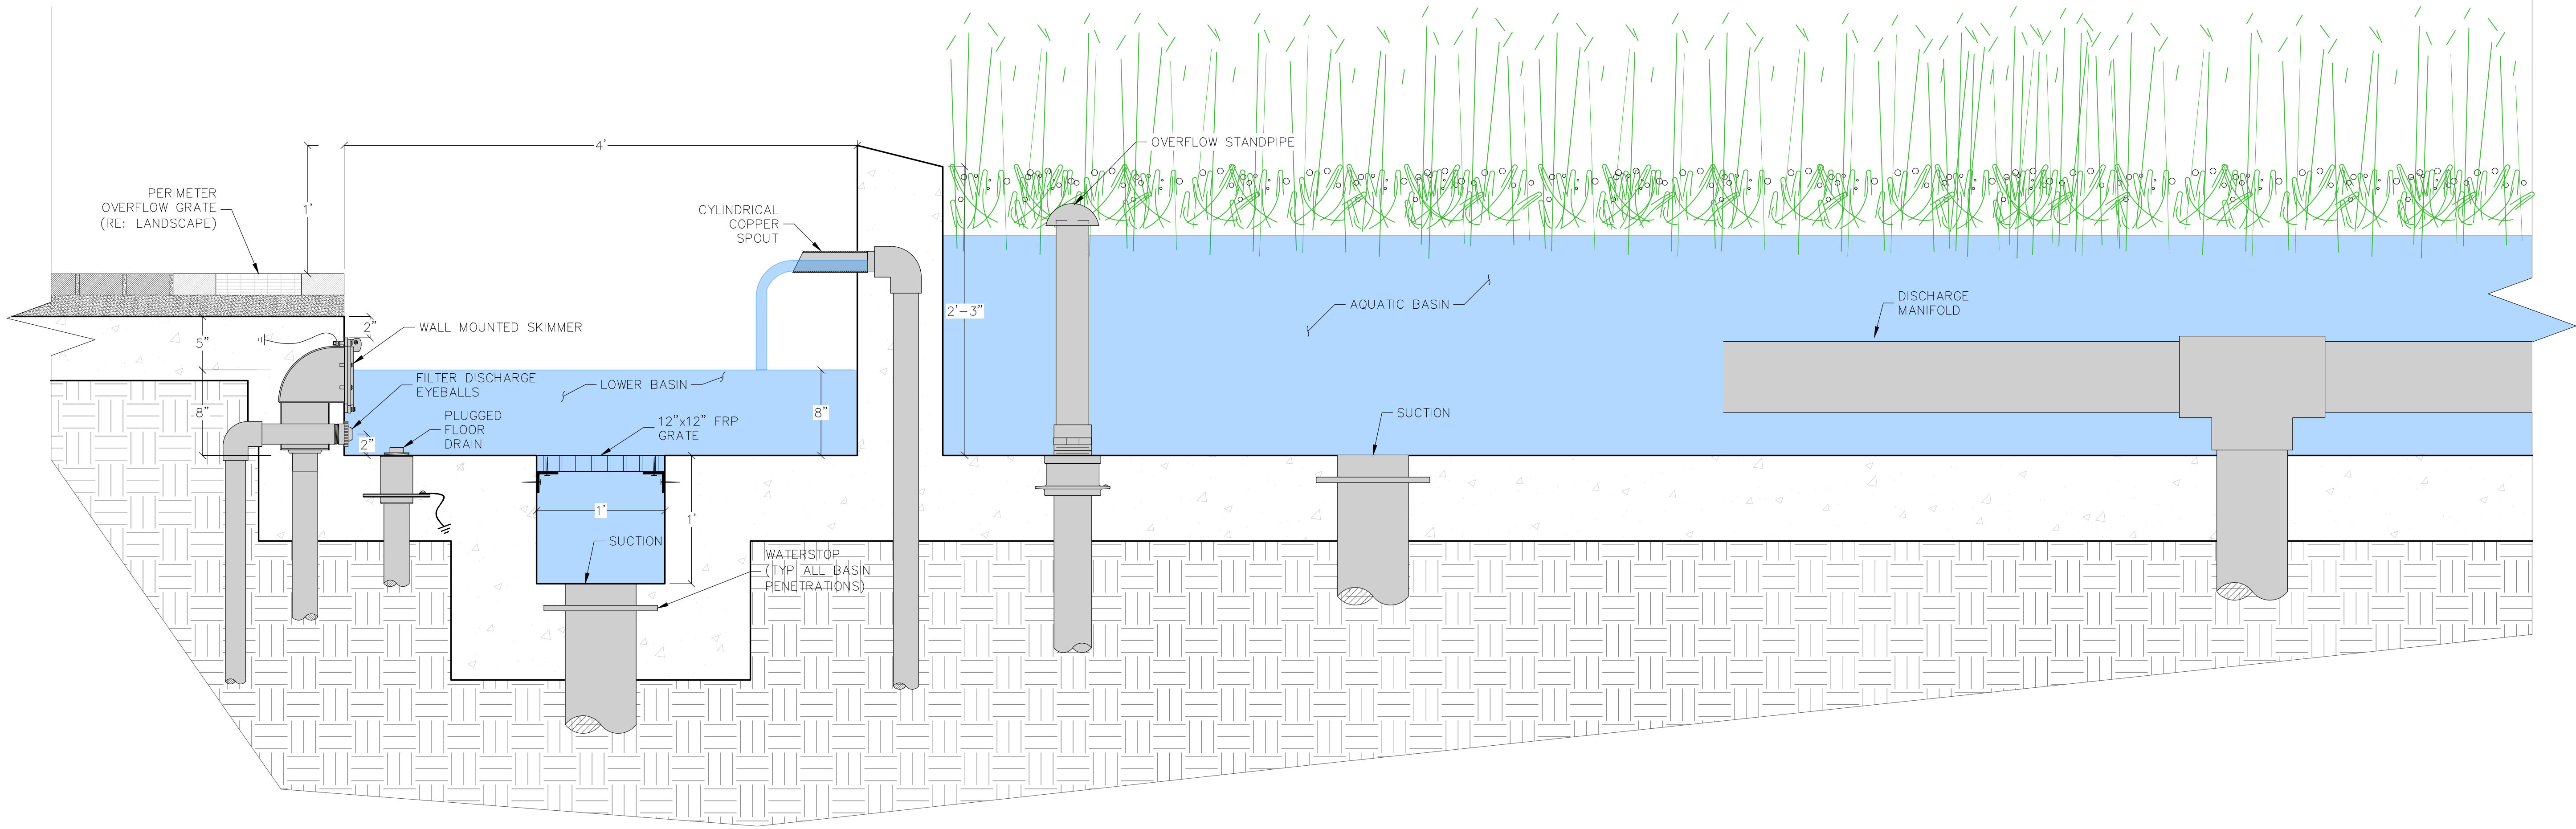 OVERFLOW STANDPIPE
4'
PERIMETER
OVERFLOW GRATE
(RE: LANDSCAPE)
1'
CYLINDRICAL
COPPER
SPOUT
2'-3"
AQUATIC BASIN
DISCHARGE
MANIFOLD
2"
WALL MOUNTED SKIMMER
5"
FILTER DISCHARGE
EYEBALLS
LOWER BASIN
8"
8"
PLUGGED
FLOOR
DRAIN
2"
12"x12" FRP
GRATE
SUCTION
1'
1'
SUCTION
WATERSTOP
(TYP ALL BASIN
PENETRATIONS)